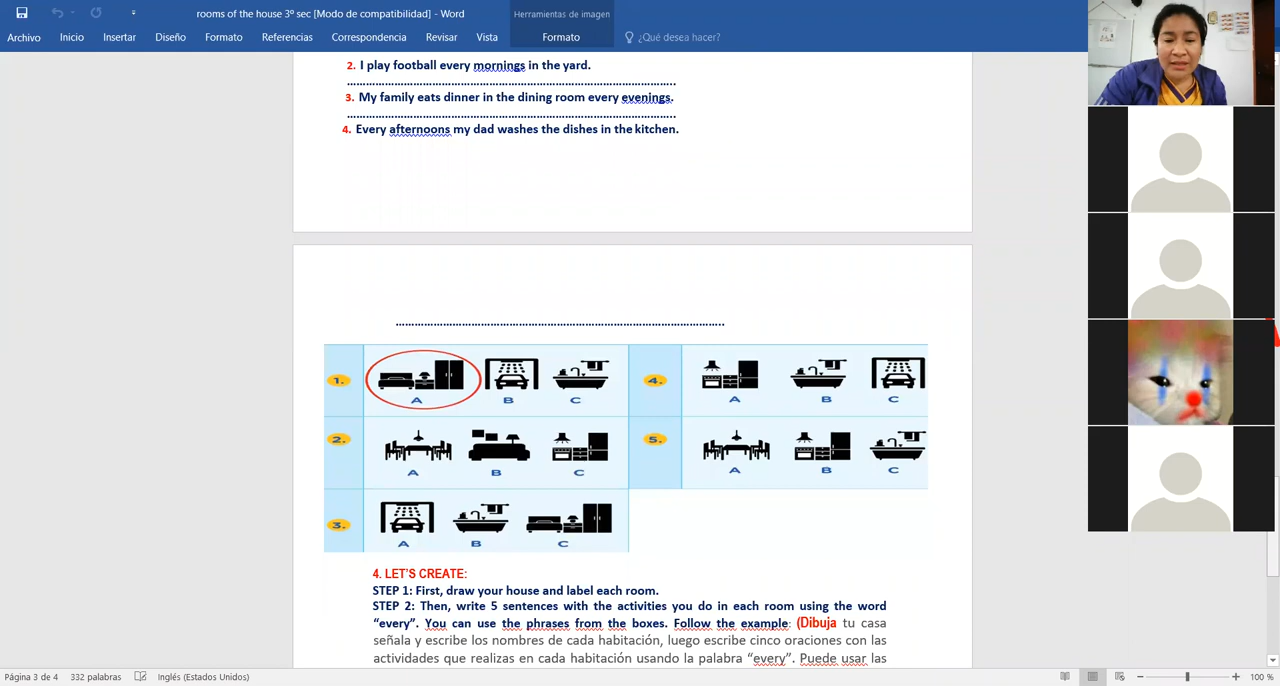 rooms of the house 3º sec [Modo de compatibilidad] - Word
Herramientas de imagen
Archivo Inicio Insertar Diseño Formato Referencias Correspondencia Revisar Vista Formato ¿Qué desea hacer?
2. I play football every mornings in the yard.
3. My family eats dinner in the dining room every evenings.
4. Every afternoons my dad washes the dishes in the kitchen.
1. A B C 4. A B C
2. A B C 5. A B C
3. A B C
4. LET'S CREATE:
STEP 1: First, draw your house and label each room.
STEP 2: Then, write 5 sentences with the activities you do in each room using the word
“every”. You can use the phrases from the boxes. Follow the example: (Dibuja tu casa
señala y escribe los nombres de cada habitación, luego escribe cinco oraciones con las
actividades que realizas en cada habitación usando la palabra “every”. Puede usar las
Página 3 de 4 332 palabras Inglés (Estados Unidos) 100 %